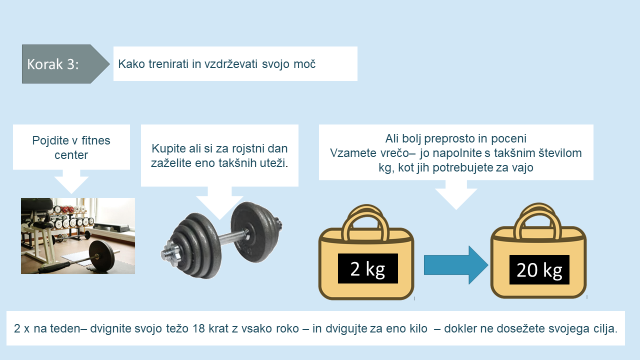 Korak 3:
Kako trenirati in vzdrževati svojo moč
Pojdite v fitnes
center
Kupite ali si za rojstni dan
zaželite eno takšnih uteži.
Ali bolj preprosto in poceni
Vzamete vrečo– jo napolnite s takšnim številom
kg, kot jih potrebujete za vajo
2 kg
20 kg
2 x na teden– dvignite svojo težo 18 krat z vsako roko – in dvigujte za eno kilo – dokler ne dosežete svojega cilja.